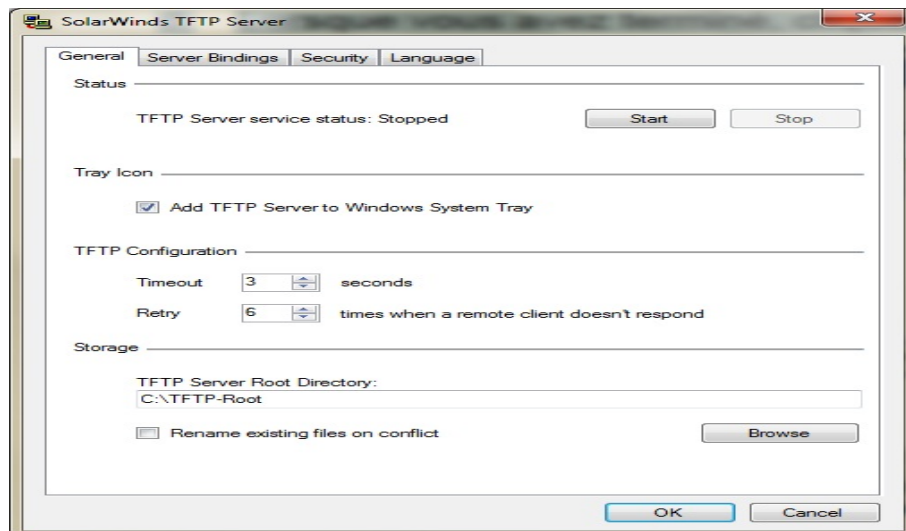 SolarWinds TFTP Server
General Server Bindings Security Language
Status
TFTP Server service status: Stopped Start Stop
Tray Icon
Add TFTP Server to Windows System Tray
TFTP Configuration
Timeout 3 seconds
Retry 6 times when a remote client doesn't respond
Storage
TFTP Server Root Directory:
C:\TFTP-Root
Rename existing files on conflict Browse
OK Cancel